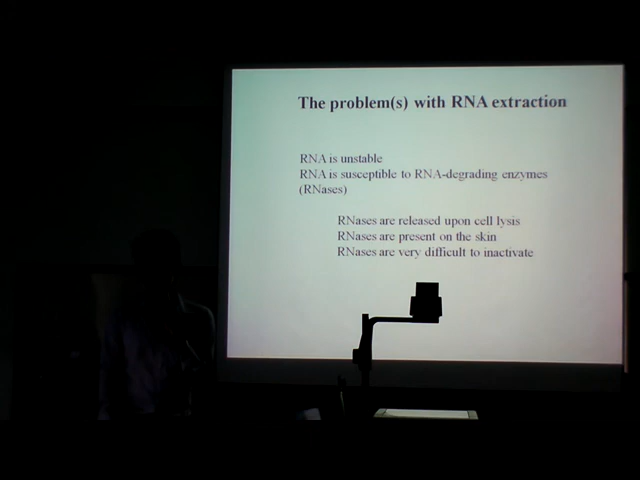 The problem(s) with RNA extraction
RNA is unstable
RNA is susceptible to RNA-degrading enzymes
(RNases)
RNases are released upon cell lysis
RNases are present on the skin
RNases are very difficult to inactivate